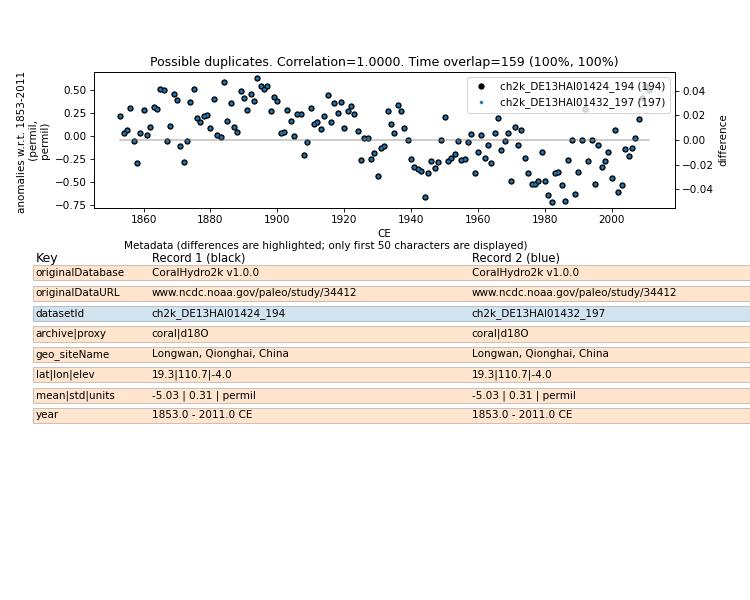 Possible duplicates. Correlation=1.0000. Time overlap=159 (100%, 100%)
anomalies w.r.t. 1853-2011
(permil,
permil)
0.50
0.25
0.00
−0.25
−0.50
−0.75
ch2k_DE13HAI01424_194 (194)
ch2k_DE13HAI01432_197 (197)
0.04
0.02
0.00
−0.02
−0.04
difference
1860 1880 1900 1920 1940 1960 1980 2000
CE
Metadata (differences are highlighted; only first 50 characters are displayed)
Key Record 1 (black) Record 2 (blue)
originalDatabase CoralHydro2k v1.0.0 CoralHydro2k v1.0.0
originalDataURL www.ncdc.noaa.gov/paleo/study/34412 www.ncdc.noaa.gov/paleo/study/34412
datasetId ch2k_DE13HAI01424_194 ch2k_DE13HAI01432_197
archive|proxy coral|d18O coral|d18O
geo_siteName Longwan, Qionghai, China Longwan, Qionghai, China
lat|lon|elev 19.3|110.7|-4.0 19.3|110.7|-4.0
mean|std|units -5.03 | 0.31 | permil -5.03 | 0.31 | permil
year 1853.0 - 2011.0 CE 1853.0 - 2011.0 CE